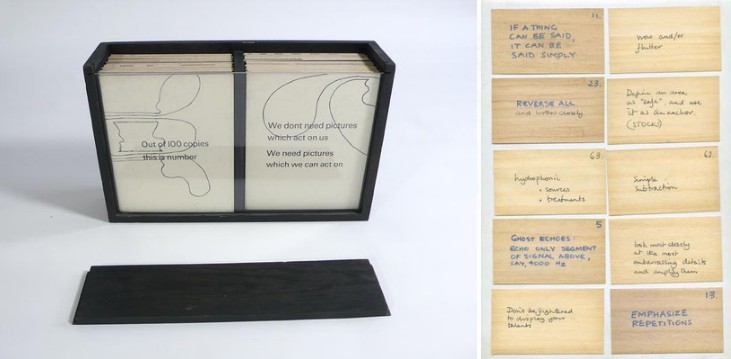 Out of 100 copies
this is a number
We dont need pictures
which act on us
We need pictures
which we can act on
11.
IF A THING
CAN BE SAID,
IT CAN BE
SAID SIMPLY
wow and/or
flutter
23.
REVERSE ALL
and listen closely
Define an area
as "safe" and use
it as an anchor.
(STOCK)
63
hydrophonic
• sources
• treatments
Simple
Subtraction
5
GHOST ECHOES:
ECHO ONLY SEGMENT
OF SIGNAL ABOVE,
SAY, 4000 HZ
look most closely
at the most
embarrassing details
and amplify them
Don't be frightened
to display your
talents
EMPHASIZE
REPETITIONS